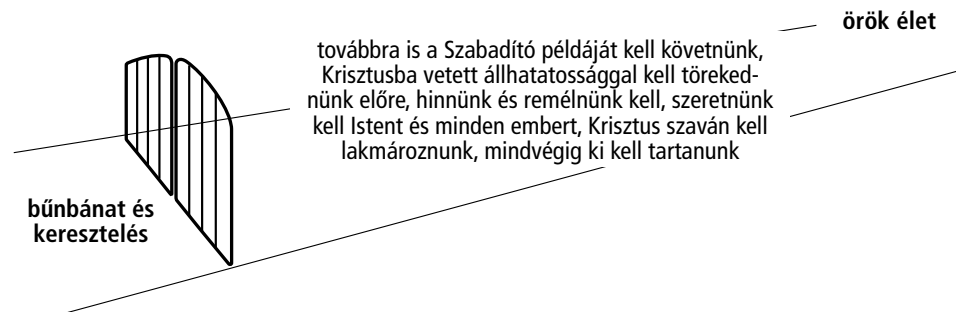 örök élet
továbbra is a Szabadító példáját kell követnünk,
Krisztusba vetett állhatatossággal kell töreked-
nünk előre, hinnünk és remélnünk kell, szeretnünk
kell Istent és minden embert, Krisztus szaván kell
lakmároznunk, mindvégig ki kell tartanunk
bűnbánat és
keresztelés